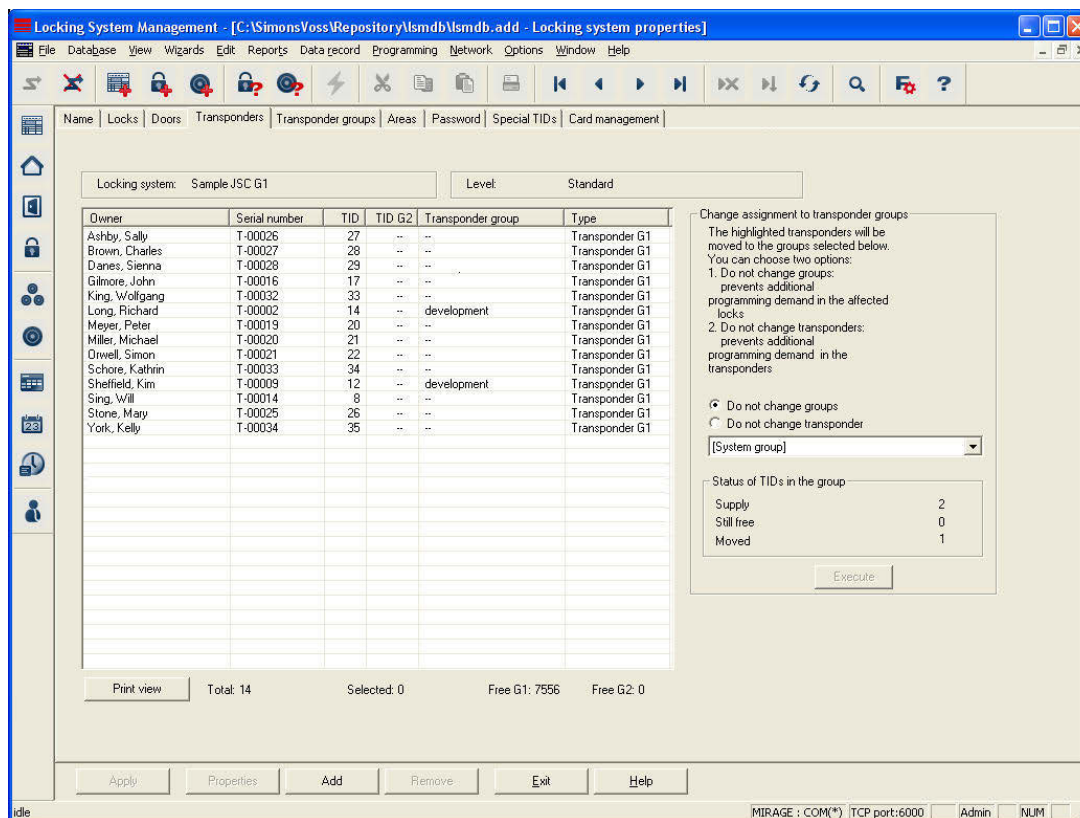 Locking System Management - [C:\SimonsVoss\Repository\lsmdb\lsmdb.add - Locking system properties]
File Database View Wizards Edit Reports Data record Programming Network Options Window Help
Name Locks Doors Transponders Transponder groups Areas Password Special TIDs Card management
Locking system: Sample JSC G1 Level: Standard
Owner Serial number TID TID G2 Transponder group Type
Ashby, Sally T-00026 27 -- -- Transponder G1
Brown, Charles T-00027 28 -- -- Transponder G1
Danes, Sienna T-00028 29 -- -- Transponder G1
Gilmore, John T-00016 17 -- -- Transponder G1
King, Wolfgang T-00032 33 -- -- Transponder G1
Long, Richard T-00002 14 -- development Transponder G1
Meyer, Peter T-00019 20 -- -- Transponder G1
Miller, Michael T-00020 21 -- -- Transponder G1
Orwell, Simon T-00021 22 -- -- Transponder G1
Schore, Kathrin T-00033 34 -- -- Transponder G1
Sheffield, Kim T-00009 12 -- development Transponder G1
Sing, Will T-00014 8 -- -- Transponder G1
Stone, Mary T-00025 26 -- -- Transponder G1
York, Kelly T-00034 35 -- -- Transponder G1
Change assignment to transponder groups
The highlighted transponders will be
moved to the groups selected below.
You can choose two options:
1. Do not change groups:
prevents additional
programming demand in the affected
locks
2. Do not change transponders:
prevents additional
programming demand in the
transponders
Do not change groups
Do not change transponder
[System group]
Status of TIDs in the group
Supply 2
Still free 0
Moved 1
Execute
Print view Total: 14 Selected: 0 Free G1: 7556 Free G2: 0
Apply Properties Add Remove Exit Help
idle MIRAGE : COM(*) TCP port:6000 Admin NUM
23